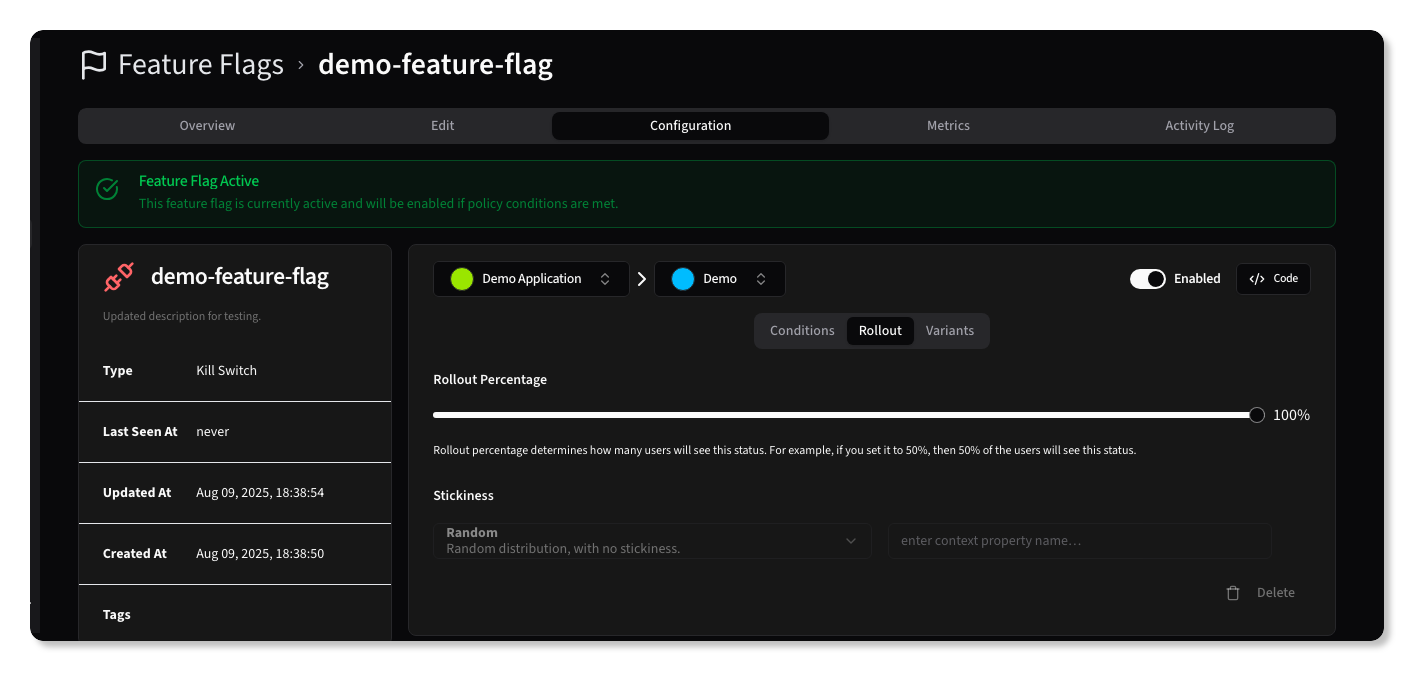 Feature Flags › demo-feature-flag
Overview Edit Configuration Metrics Activity Log
Feature Flag Active
This feature flag is currently active and will be enabled if policy conditions are met.
demo-feature-flag
Updated description for testing.
Type Kill Switch
Last Seen At never
Updated At Aug 09, 2025, 18:38:54
Created At Aug 09, 2025, 18:38:50
Tags
Demo Application Demo Enabled </> Code
Conditions Rollout Variants
Rollout Percentage
100%
Rollout percentage determines how many users will see this status. For example, if you set it to 50%, then 50% of the users will see this status.
Stickiness
Random
Random distribution, with no stickiness.
enter context property name…
Delete